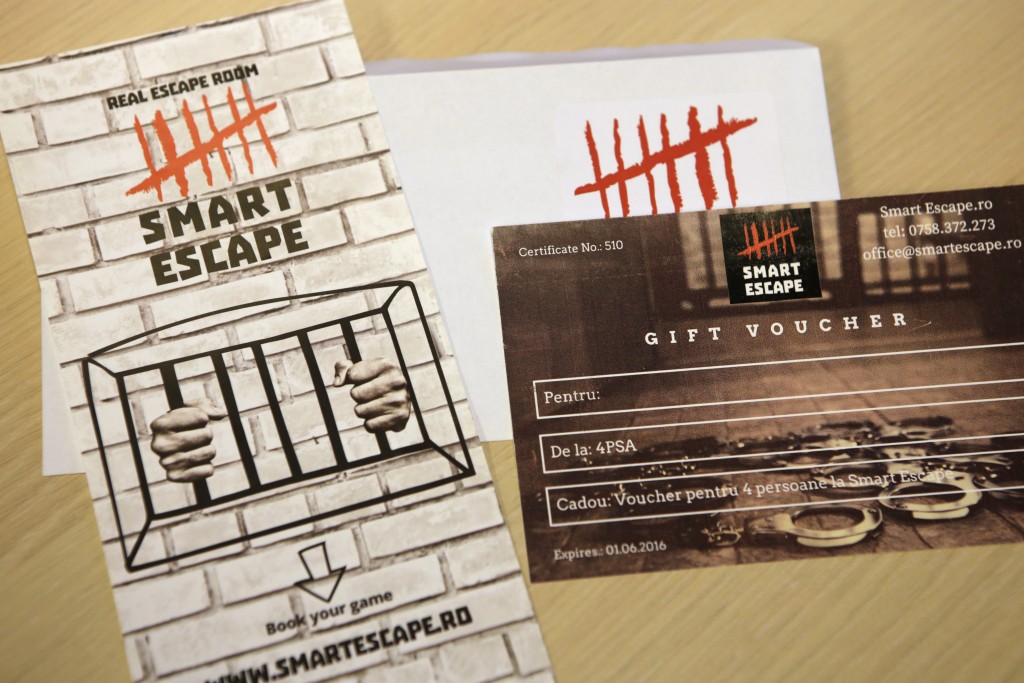 REAL ESCAPE ROOM
SMART
ESCAPE
Book your game
WWW.SMARTESCAPE.RO
Certificate No.: 510
SMART
ESCAPE
Smart Escape.ro
tel: 0758.372.273
office@smartescape.ro
GIFT VOUCHER
Pentru:
De la: 4PSA
Cadou: Voucher pentru 4 persoane la Smart Escape
Expires.: 01.06.2016